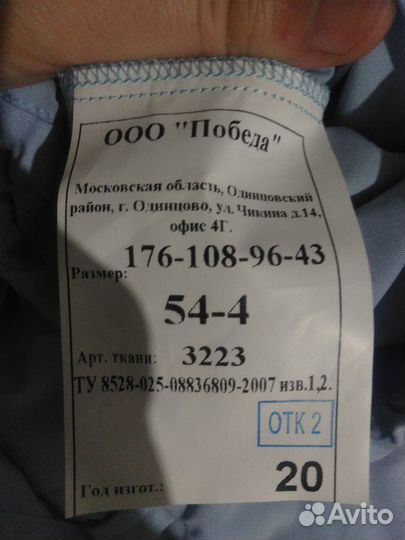 ООО "Победа"
Московская область, Одинцовский
район, г. Одинцово, ул. Чикина д.14,
офис 4Г.
176-108-96-43
Размер:
54-4
Арт. ткани: 3223
ТУ 8528-025-08836809-2007 изв.1,2.
ОТК 2
Год изгот.: 20
Avito